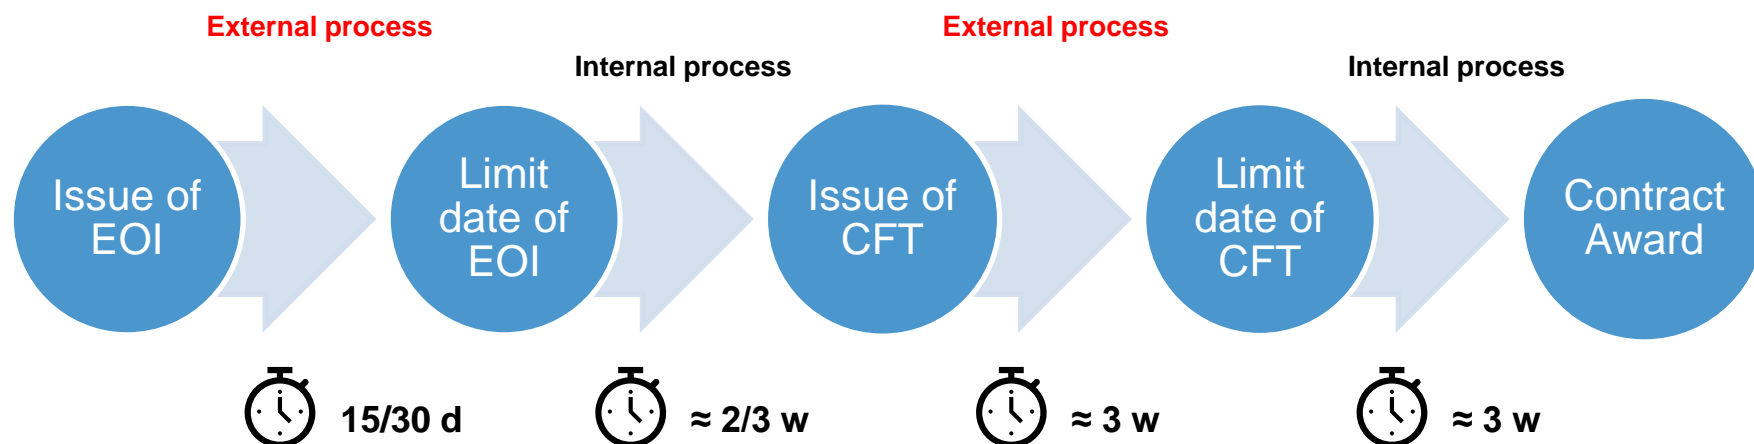 External process
External process
Internal process
Internal process
Issue of
EOI
Limit
date of
EOI
Issue of
CFT
Limit
date of
CFT
Contract
Award
15/30 d
≈ 2/3 w
≈ 3 w
≈ 3 w